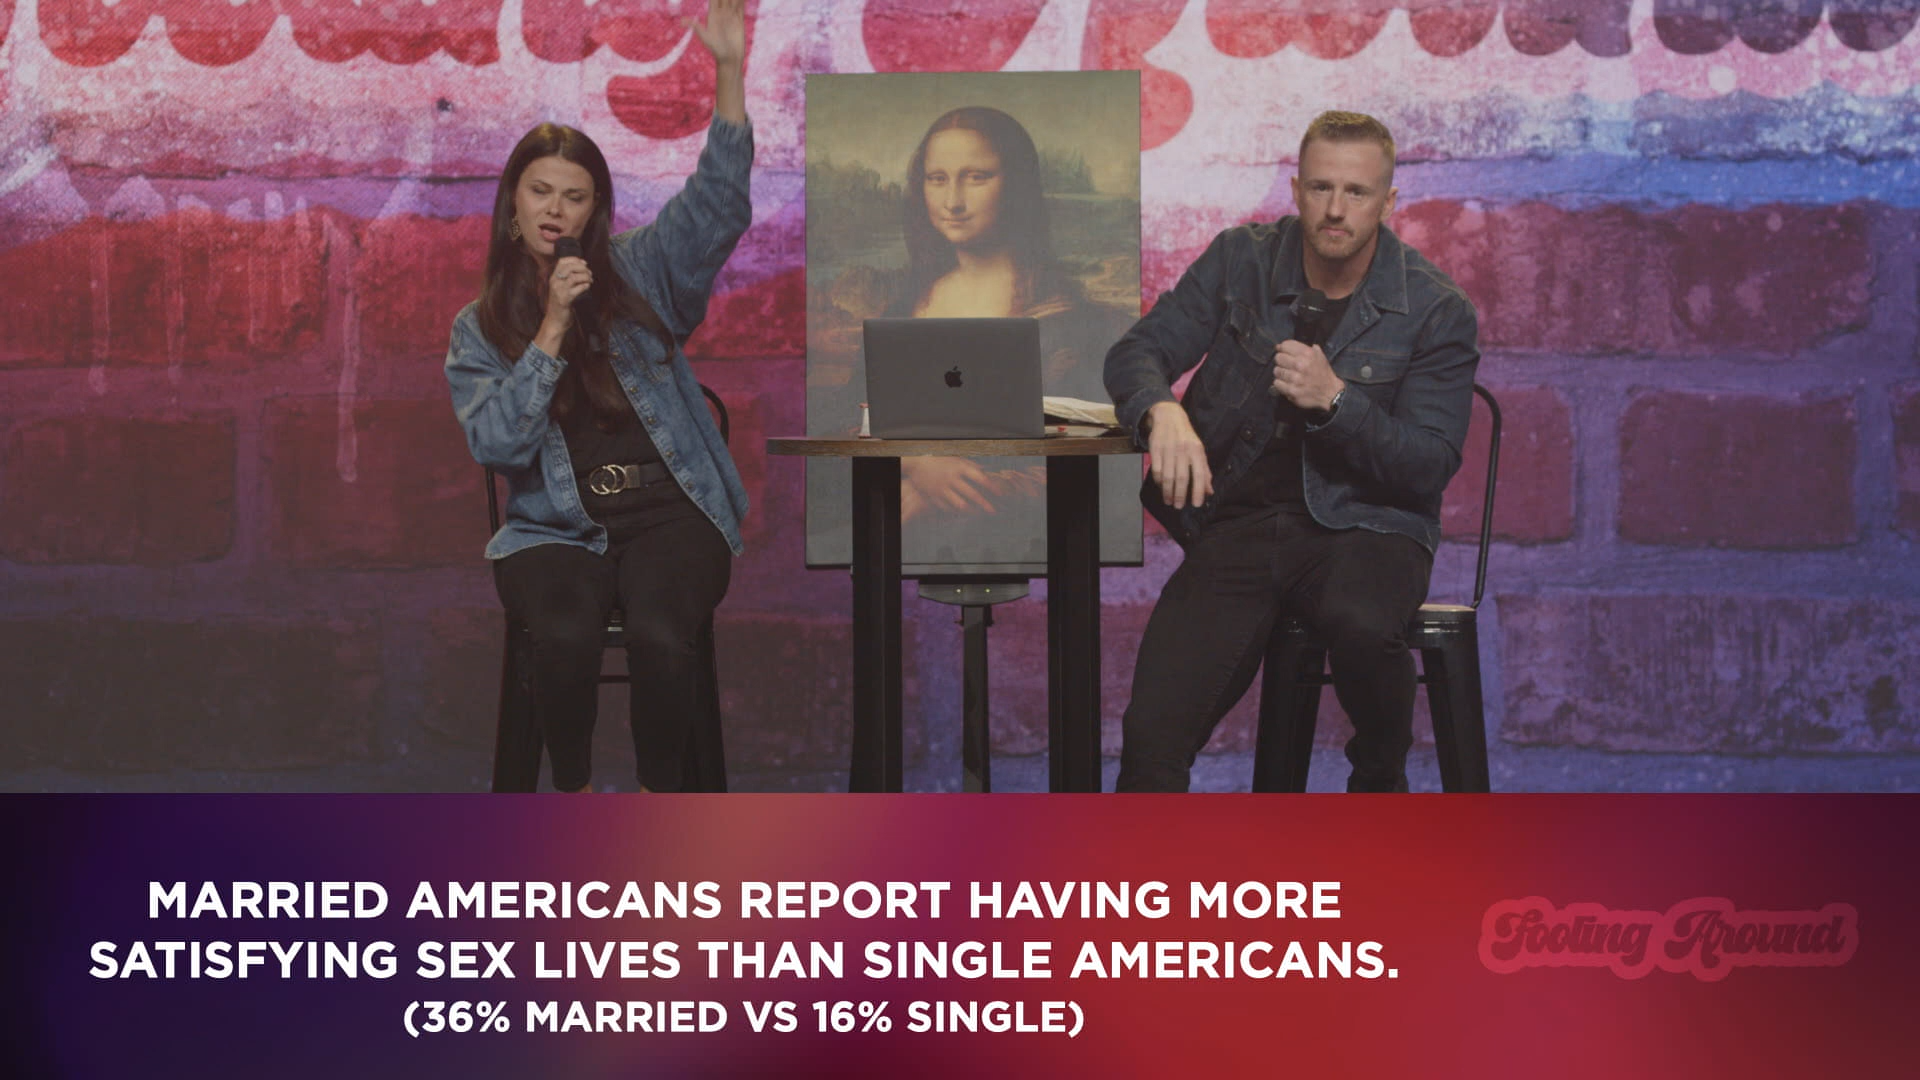 MARRIED AMERICANS REPORT HAVING MORE
SATISFYING SEX LIVES THAN SINGLE AMERICANS.
(36% MARRIED VS 16% SINGLE)
Fooling Around